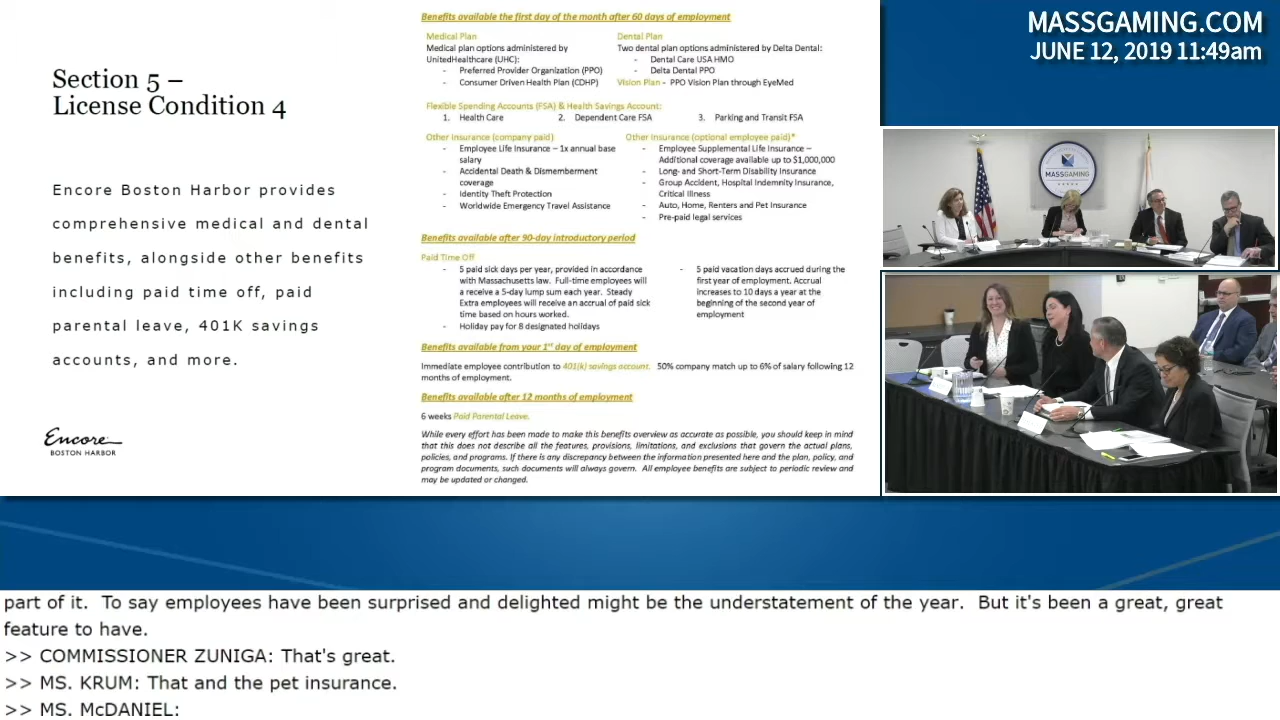 Section 5 –
License Condition 4
Encore Boston Harbor provides
comprehensive medical and dental
benefits, alongside other benefits
including paid time off, paid
parental leave, 401K savings
accounts, and more.
Encore
BOSTON HARBOR
Benefits available the first day of the month after 60 days of employment
Medical Plan
Medical plan options administered by
UnitedHealthcare (UHC):
- Preferred Provider Organization (PPO)
- Consumer Driven Health Plan (CDHP)
Dental Plan
Two dental plan options administered by Delta Dental:
- Dental Care USA HMO
- Delta Dental PPO
Vision Plan - PPO Vision Plan through EyeMed
Flexible Spending Accounts (FSA) & Health Savings Account:
1. Health Care 2. Dependent Care FSA 3. Parking and Transit FSA
Other Insurance (company paid)
- Employee Life Insurance – 1x annual base
salary
- Accidental Death & Dismemberment
coverage
- Identity Theft Protection
- Worldwide Emergency Travel Assistance
Other Insurance (optional employee paid)*
- Employee Supplemental Life Insurance –
Additional coverage available up to $1,000,000
- Long- and Short-Term Disability Insurance
- Group Accident, Hospital Indemnity Insurance,
Critical Illness
- Auto, Home, Renters and Pet Insurance
- Pre-paid legal services
Benefits available after 90-day introductory period
Paid Time Off
- 5 paid sick days per year, provided in accordance
with Massachusetts law. Full-time employees will
a receive a 5-day lump sum each year. Steady
Extra employees will receive an accrual of paid sick
time based on hours worked.
- Holiday pay for 8 designated holidays
- 5 paid vacation days accrued during the
first year of employment. Accrual
increases to 10 days a year at the
beginning of the second year of
employment
Benefits available from your 1st day of employment
Immediate employee contribution to 401(k) savings account. 50% company match up to 6% of salary following 12
months of employment.
Benefits available after 12 months of employment
6 weeks Paid Parental Leave.
While every effort has been made to make this benefits overview as accurate as possible, you should keep in mind
that this does not describe all the features, provisions, limitations, and exclusions that govern the actual plans,
policies, and programs. If there is any discrepancy between the information presented here and the plan, policy, and
program documents, such documents will always govern. All employee benefits are subject to periodic review and
may be updated or changed.
MASSGAMING.COM
JUNE 12, 2019 11:49am
MASSGAMING
part of it. To say employees have been surprised and delighted might be the understatement of the year. But it's been a great, great
feature to have.
>> COMMISSIONER ZUNIGA: That's great.
>> MS. KRUM: That and the pet insurance.
>> MS. McDANIEL: